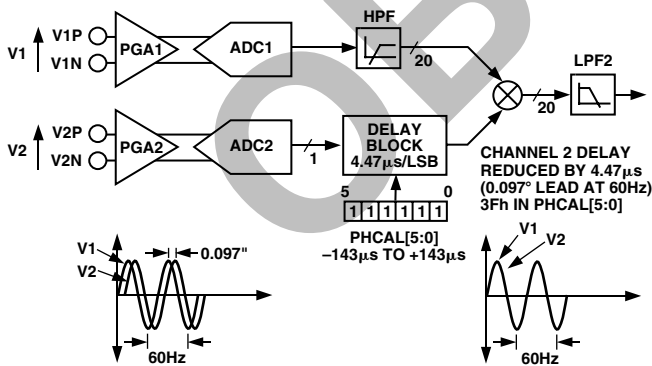 HPF
V1
V1P
V1N
PGA1
ADC1
20
LPF2
20
V2
V2P
V2N
PGA2
ADC2
1
DELAY
BLOCK
4.47μs/LSB
CHANNEL 2 DELAY
REDUCED BY 4.47μs
(0.097° LEAD AT 60Hz)
3Fh IN PHCAL[5:0]
5 0
1 1 1 1 1 1
PHCAL[5:0]
–143μs TO +143μs
V1
V2
0.097"
60Hz
V1
V2
60Hz